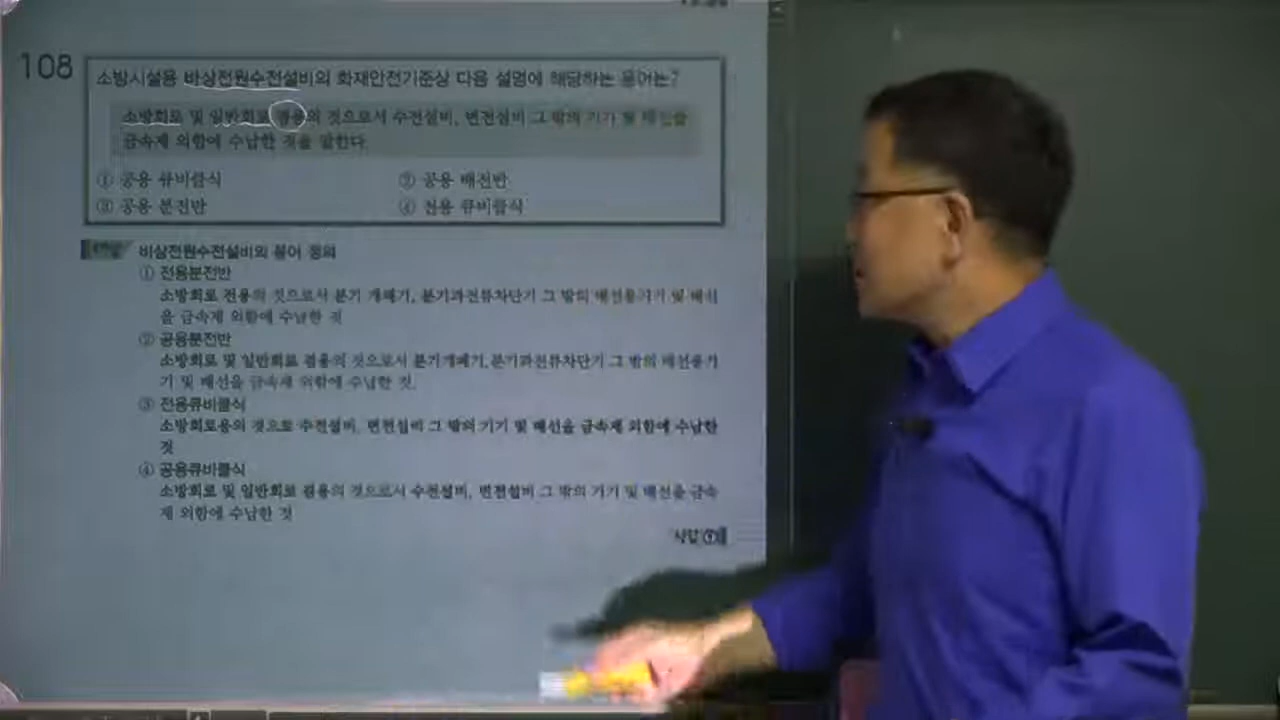 108
소방시설용 비상전원수전설비의 화재안전기준상 다음 설명에 해당하는 용어는?
소방회로 및 일반회로 겸용의 것으로서 수전설비, 변전설비 그 밖의 기기 및 배선을
금속제 외함에 수납한 것을 말한다.
① 공용 큐비클식
② 공용 배전반
③ 공용 분전반
④ 전용 큐비클식
비상전원수전설비의 용어 정의
① 전용분전반
소방회로 전용의 것으로서 분기 개폐기, 분기과전류차단기 그 밖의 배선용기기 및 배선
을 금속제 외함에 수납한 것
② 공용분전반
소방회로 및 일반회로 겸용의 것으로서 분기개폐기, 분기과전류차단기 그 밖의 배선용기
기 및 배선을 금속제 외함에 수납한 것.
③ 전용큐비클식
소방회로용의 것으로 수전설비, 변전설비 그 밖의 기기 및 배선을 금속제 외함에 수납한
것
④ 공용큐비클식
소방회로 및 일반회로 겸용의 것으로서 수전설비, 변전설비 그 밖의 기기 및 배선을 금속
제 외함에 수납한 것
①